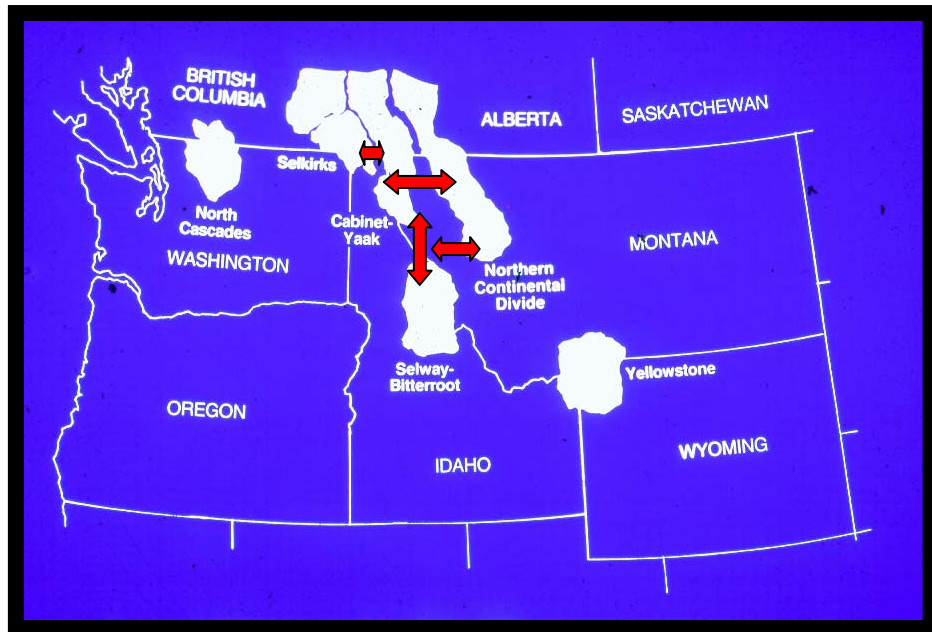 BRITISH
COLUMBIA
ALBERTA
SASKATCHEWAN
Selkirks
North
Cascades
Cabinet-
Yaak
WASHINGTON
MONTANA
Northern
Continental
Divide
Selway-
Bitterroot
Yellowstone
OREGON
IDAHO
WYOMING